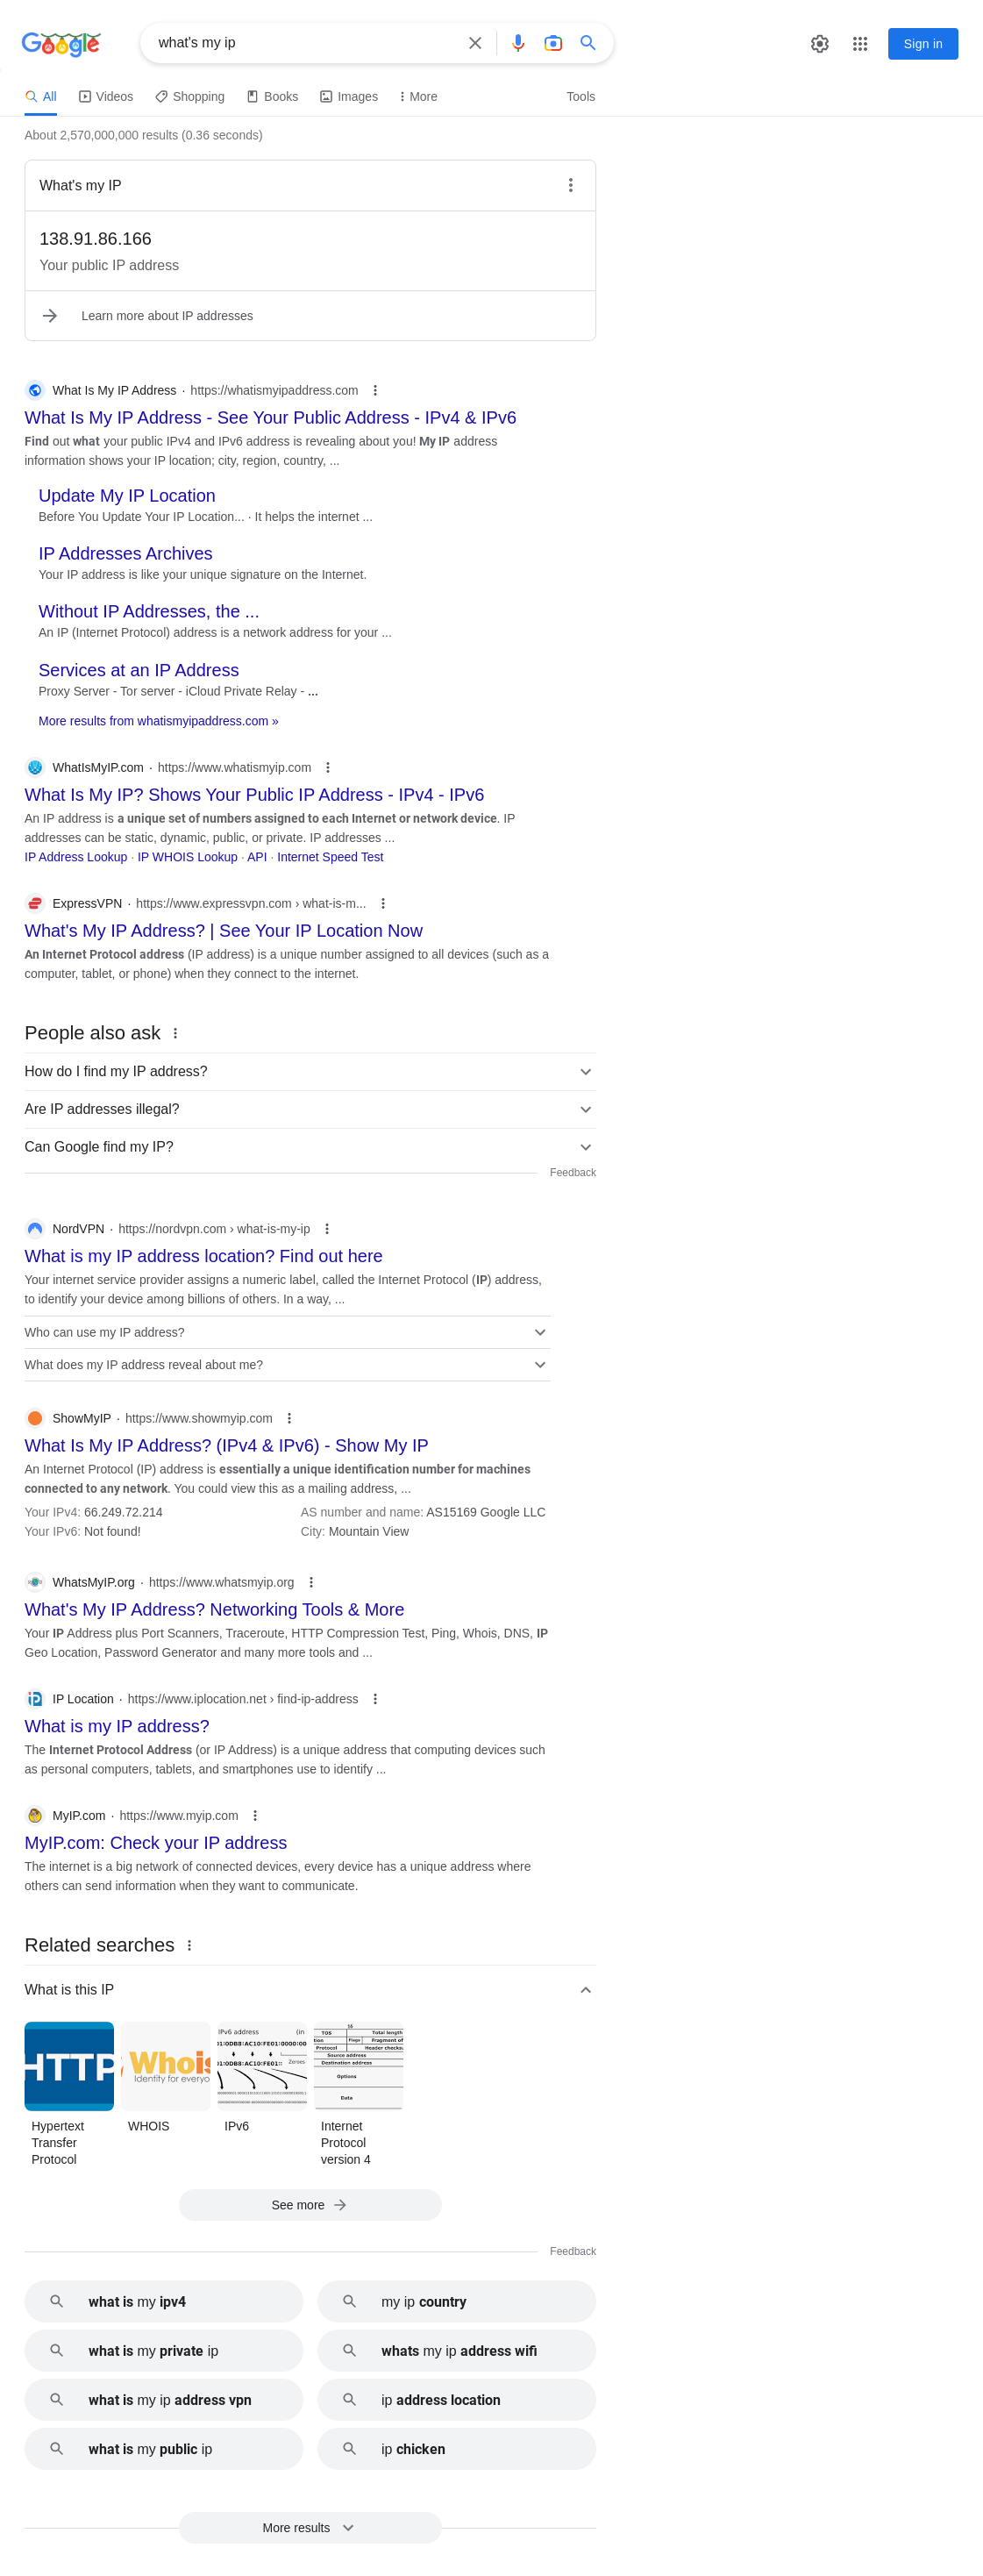 Google
what's my ip
Sign in
All
Videos
Shopping
Books
Images
More
Tools
About 2,570,000,000 results (0.36 seconds)
What's my IP
138.91.86.166
Your public IP address
Learn more about IP addresses
What Is My IP Address · https://whatismyipaddress.com
What Is My IP Address - See Your Public Address - IPv4 & IPv6
Find out what your public IPv4 and IPv6 address is revealing about you! My IP address
information shows your IP location; city, region, country, ...
Update My IP Location
Before You Update Your IP Location... · It helps the internet ...
IP Addresses Archives
Your IP address is like your unique signature on the Internet.
Without IP Addresses, the ...
An IP (Internet Protocol) address is a network address for your ...
Services at an IP Address
Proxy Server - Tor server - iCloud Private Relay - ...
More results from whatismyipaddress.com »
WhatIsMyIP.com · https://www.whatismyip.com
What Is My IP? Shows Your Public IP Address - IPv4 - IPv6
An IP address is a unique set of numbers assigned to each Internet or network device. IP
addresses can be static, dynamic, public, or private. IP addresses ...
IP Address Lookup · IP WHOIS Lookup · API · Internet Speed Test
ExpressVPN · https://www.expressvpn.com › what-is-m...
What's My IP Address? | See Your IP Location Now
An Internet Protocol address (IP address) is a unique number assigned to all devices (such as a
computer, tablet, or phone) when they connect to the internet.
People also ask
How do I find my IP address?
Are IP addresses illegal?
Can Google find my IP?
Feedback
NordVPN · https://nordvpn.com › what-is-my-ip
What is my IP address location? Find out here
Your internet service provider assigns a numeric label, called the Internet Protocol (IP) address,
to identify your device among billions of others. In a way, ...
Who can use my IP address?
What does my IP address reveal about me?
ShowMyIP · https://www.showmyip.com
What Is My IP Address? (IPv4 & IPv6) - Show My IP
An Internet Protocol (IP) address is essentially a unique identification number for machines
connected to any network. You could view this as a mailing address, ...
Your IPv4: 66.249.72.214
AS number and name: AS15169 Google LLC
Your IPv6: Not found!
City: Mountain View
WhatsMyIP.org · https://www.whatsmyip.org
What's My IP Address? Networking Tools & More
Your IP Address plus Port Scanners, Traceroute, HTTP Compression Test, Ping, Whois, DNS, IP
Geo Location, Password Generator and many more tools and ...
IP Location · https://www.iplocation.net › find-ip-address
What is my IP address?
The Internet Protocol Address (or IP Address) is a unique address that computing devices such
as personal computers, tablets, and smartphones use to identify ...
MyIP.com · https://www.myip.com
MyIP.com: Check your IP address
The internet is a big network of connected devices, every device has a unique address where
others can send information when they want to communicate.
Related searches
What is this IP
HTTP
Whois
Identity for everyo
IPv6 address (in
0DB8:AC10:FE01:0000:00
0DB8:AC10:FE01::
Zeroes
16
TOS
Total length
tion
Flags
Fragment of
Protocol
Header checksu
Source address
Destination address
Options
Data
Hypertext
Transfer
Protocol
WHOIS
IPv6
Internet
Protocol
version 4
See more
Feedback
what is my ipv4
my ip country
what is my private ip
whats my ip address wifi
what is my ip address vpn
ip address location
what is my public ip
ip chicken
More results